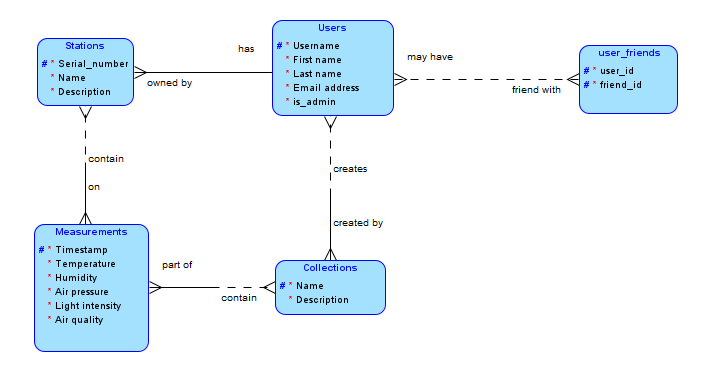 Stations
# * Serial_number
* Name
* Description
has
owned by
Users
# * Username
* First name
* Last name
* Email address
* is_admin
may have
friend with
user_friends
# * user_id
# * friend_id
contain
on
creates
created by
Measurements
# * Timestamp
* Temperature
* Humidity
* Air pressure
* Light intensity
* Air quality
part of
contain
Collections
# * Name
* Description